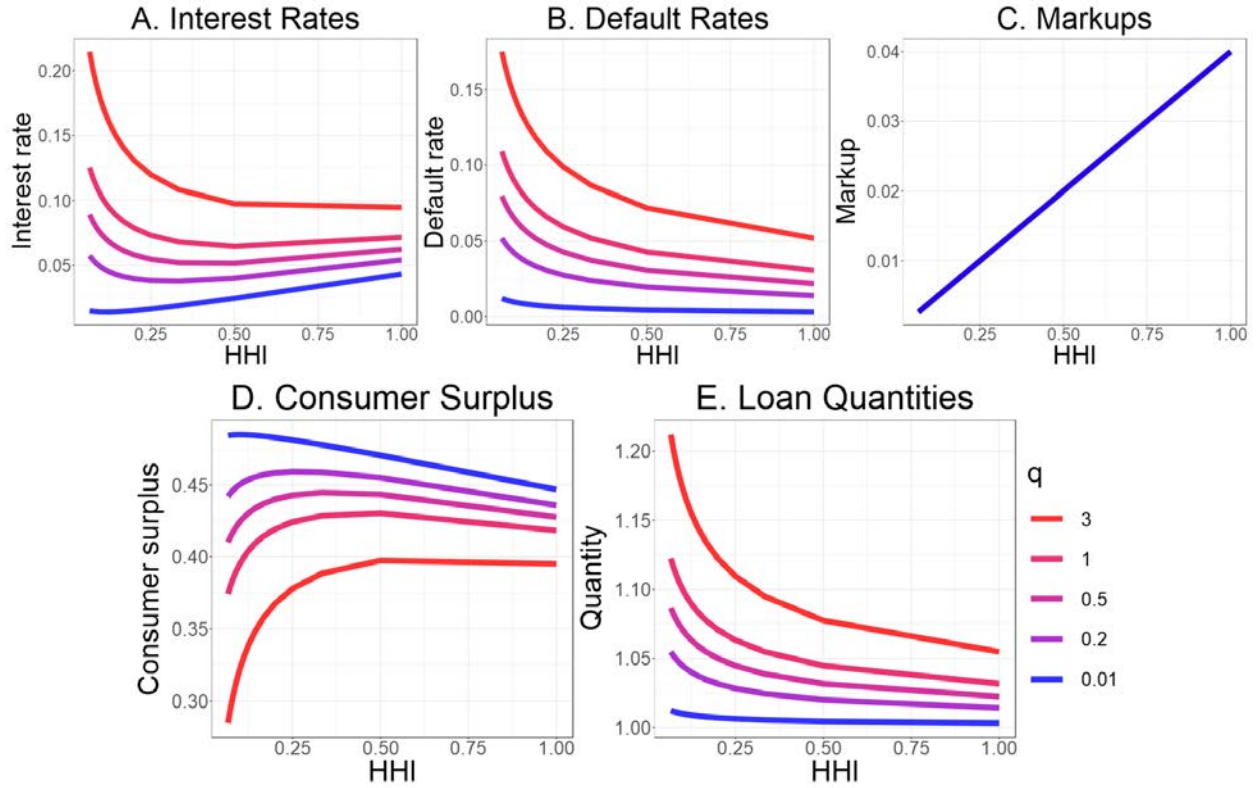 A. Interest Rates
Interest rate
0.20
0.15
0.10
0.05
0.25
0.50
0.75
1.00
HHI
B. Default Rates
Default rate
0.15
0.10
0.05
0.00
0.25
0.50
0.75
1.00
HHI
C. Markups
Markup
0.04
0.03
0.02
0.01
0.25
0.50
0.75
1.00
HHI
D. Consumer Surplus
Consumer surplus
0.45
0.40
0.35
0.30
0.25
0.50
0.75
1.00
HHI
E. Loan Quantities
Quantity
1.20
1.15
1.10
1.05
1.00
0.25
0.50
0.75
1.00
HHI
q
3
1
0.5
0.2
0.01